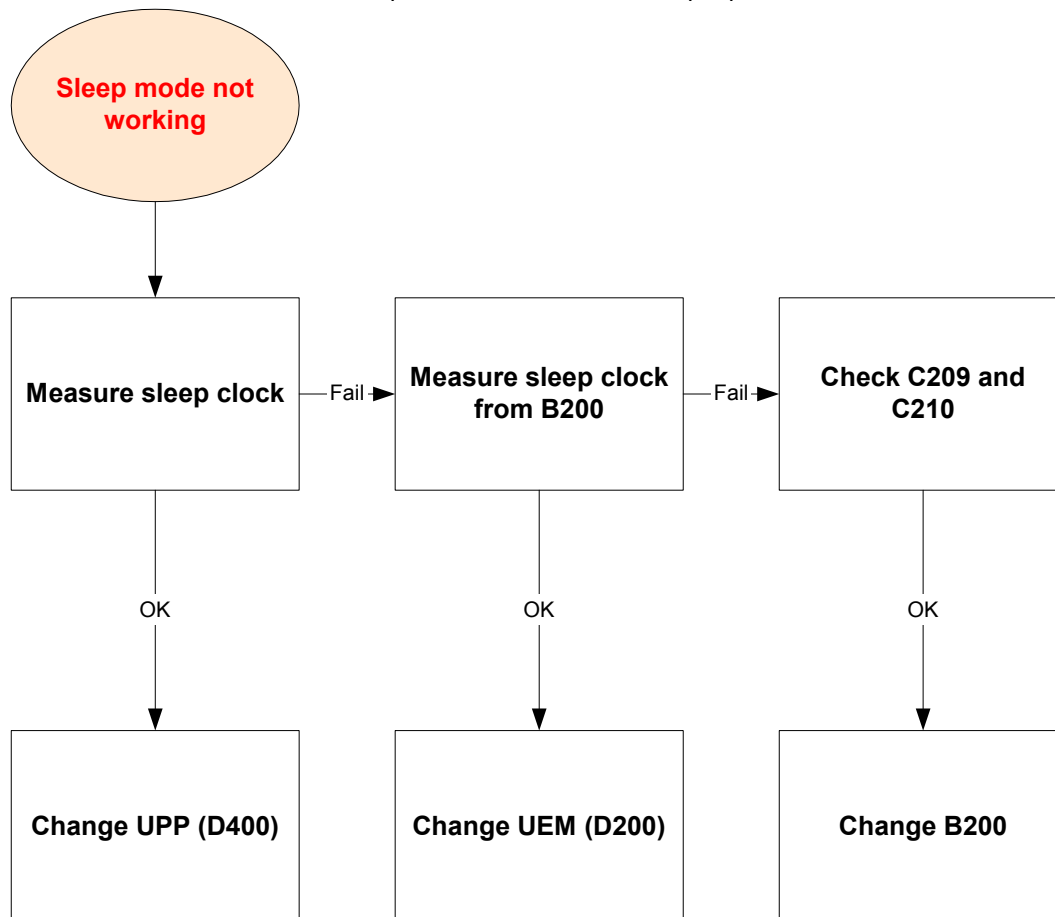 Sleep mode not
working
Measure sleep clock
Fail
Measure sleep clock
from B200
Fail
Check C209 and
C210
OK
OK
OK
Change UPP (D400)
Change UEM (D200)
Change B200